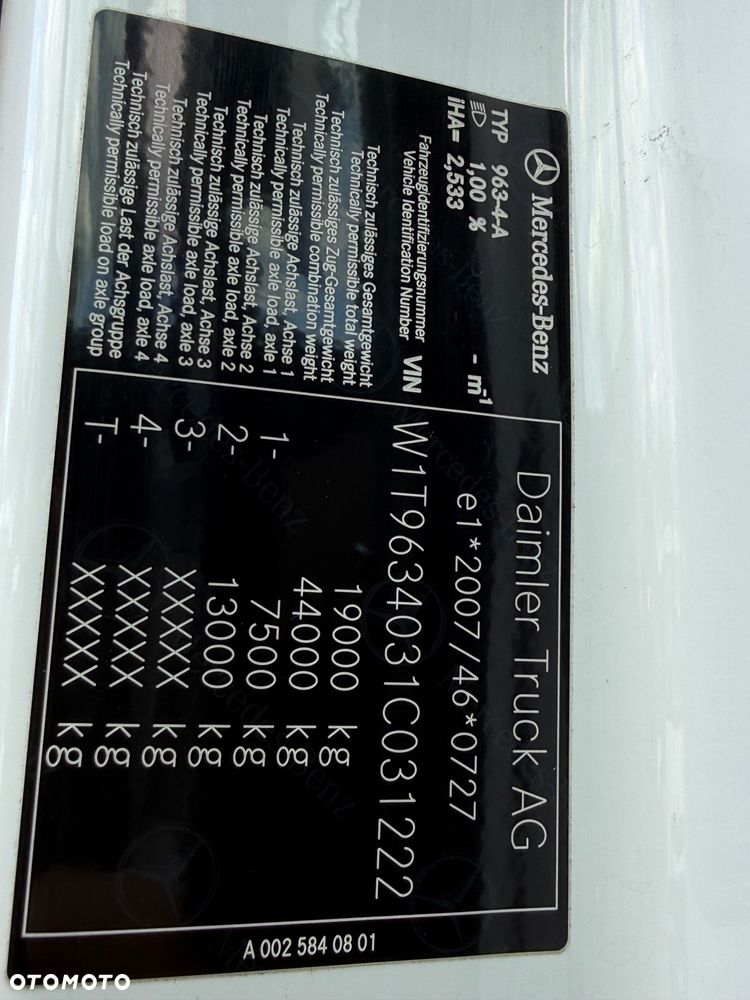 Mercedes-Benz
TYP 963-4-A
1,00 % - m⁻¹
iHA= 2,533
Daimler Truck AG
e1*2007/46*0727
Fahrzeugidentifizierungsnummer
Vehicle Identification Number VIN W1T9634031C031222
Technisch zulässiges Gesamtgewicht
Technically permissible total weight 19000 kg
Technisch zulässiges Zug-Gesamtgewicht
Technically permissible combination weight 44000 kg
Technisch zulässige Achslast, Achse 1
Technically permissible axle load, axle 1 1- 7500 kg
Technisch zulässige Achslast, Achse 2
Technically permissible axle load, axle 2 2- 13000 kg
Technisch zulässige Achslast, Achse 3
Technically permissible axle load, axle 3 3- XXXXX kg
Technisch zulässige Achslast, Achse 4
Technically permissible axle load, axle 4 4- XXXXX kg
Technisch zulässige Last der Achsgruppe
Technically permissible load on axle group T- XXXXX kg
A 002 584 08 01
OTOMOTO